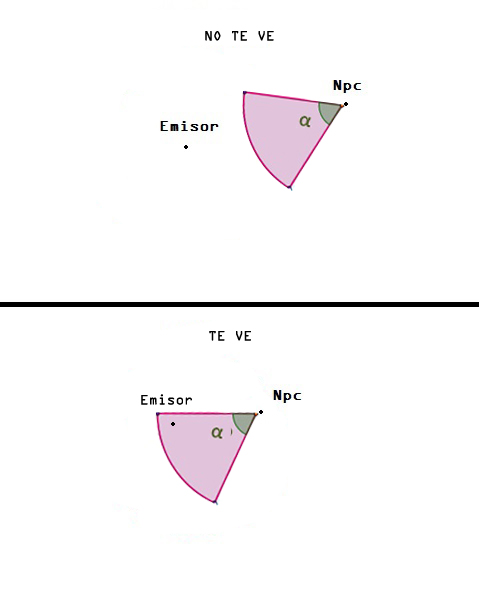 NO TE VE
Npc
α
Emisor
TE VE
Emisor
Npc
α